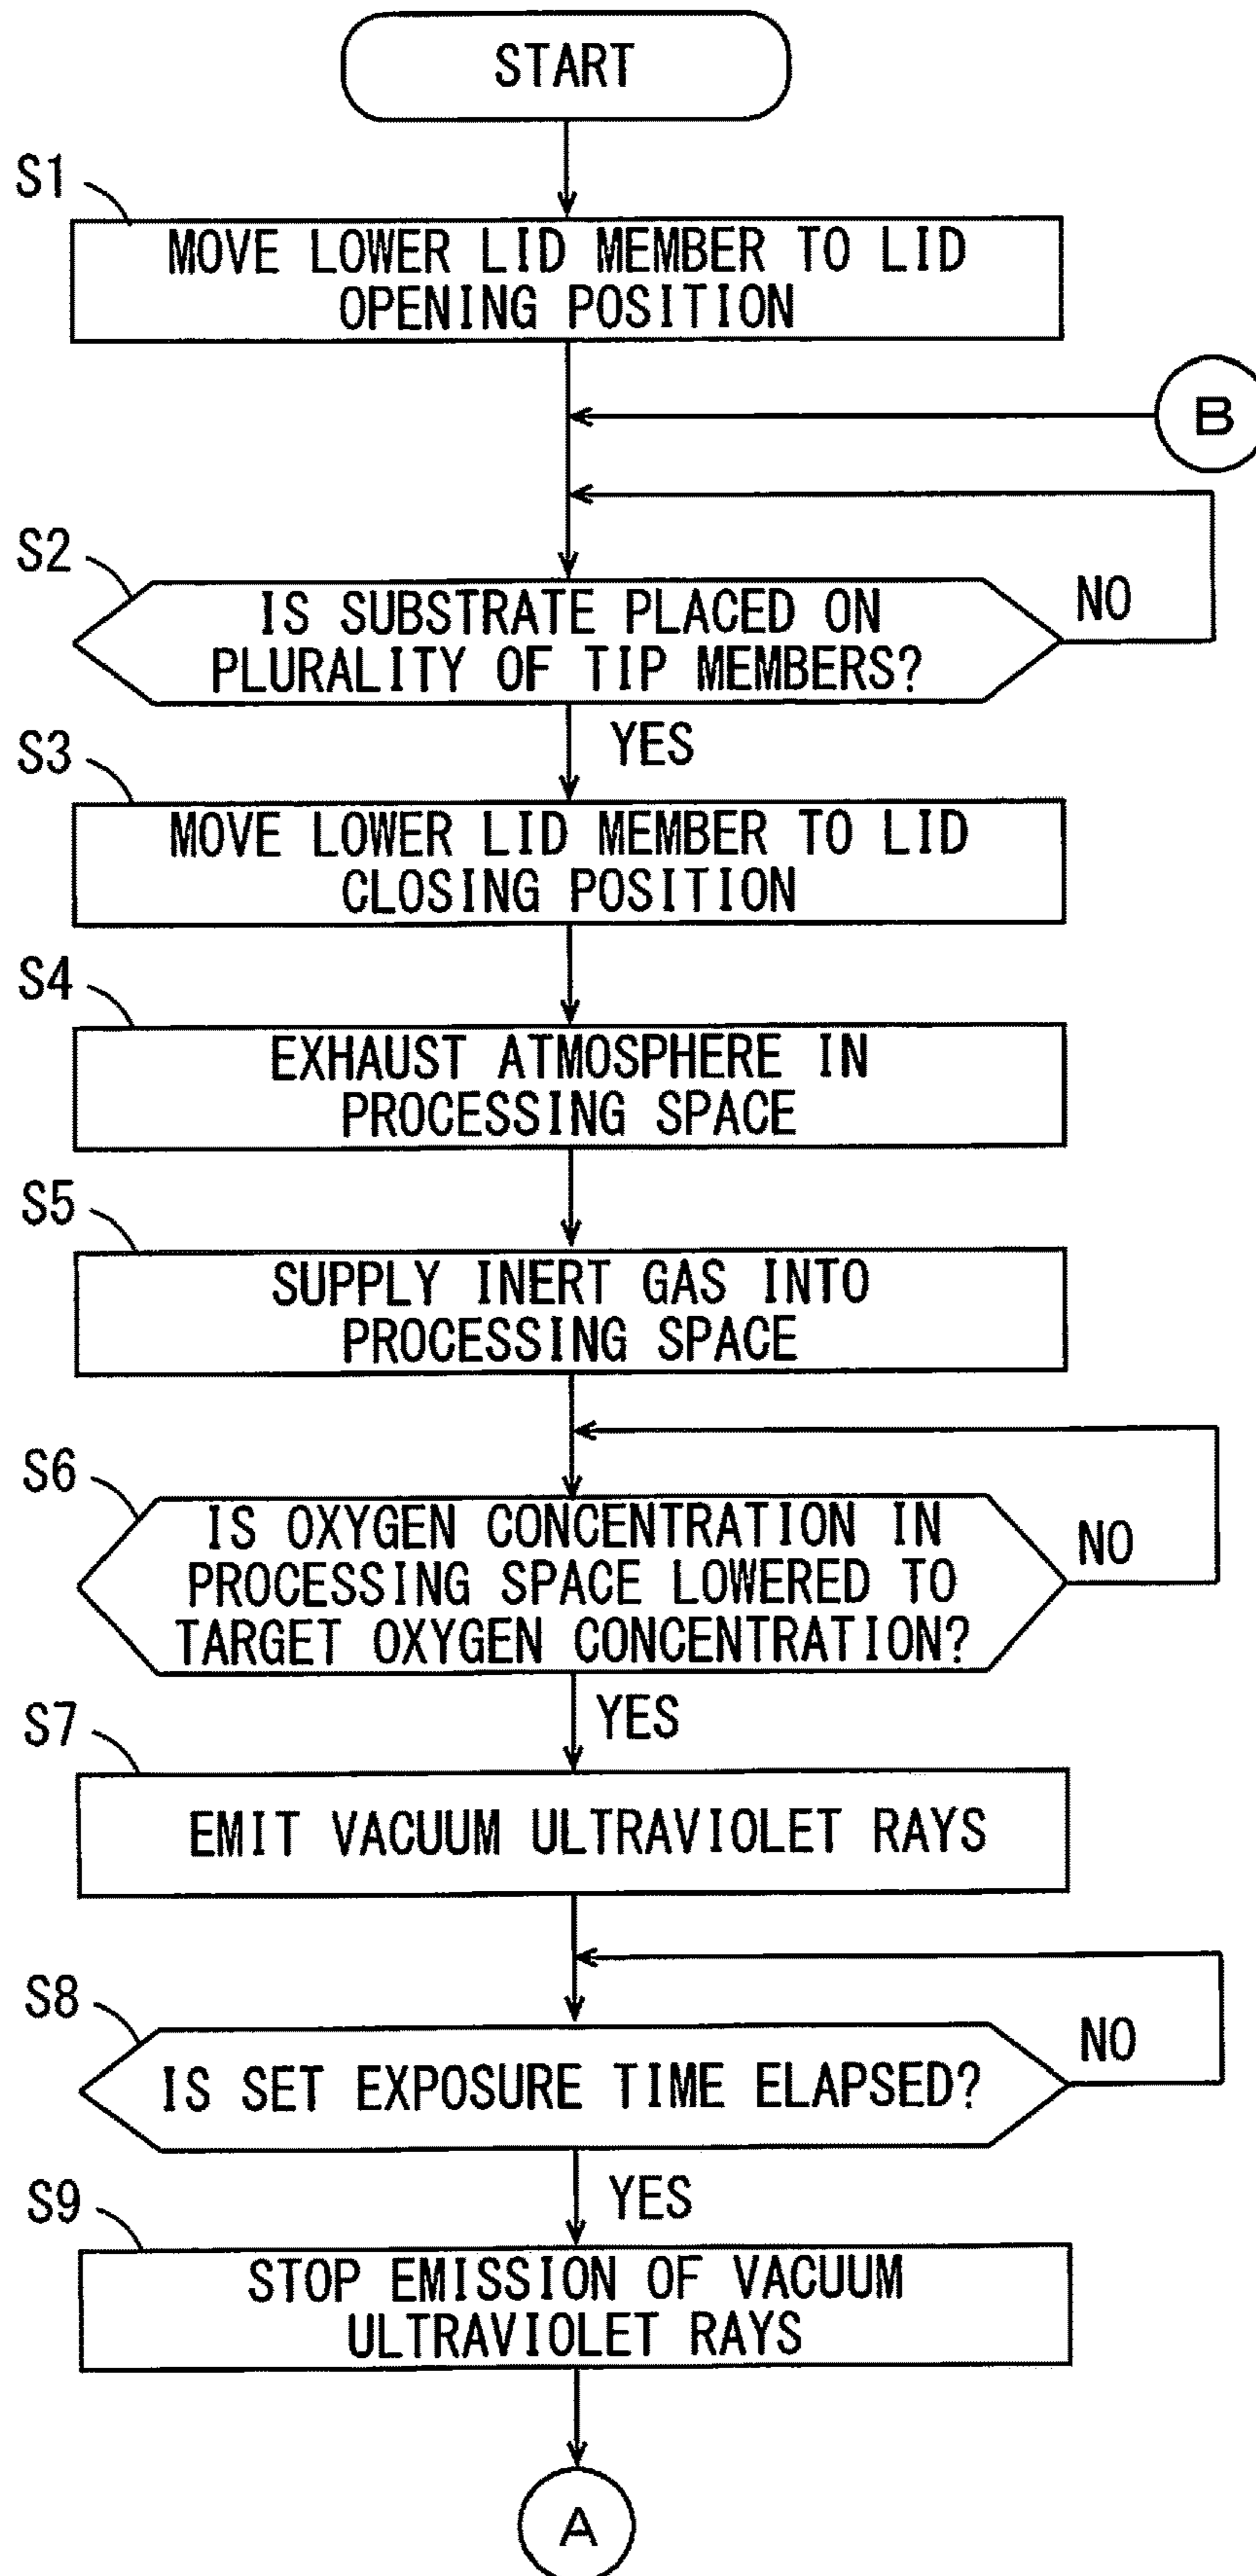 START
S1
MOVE LOWER LID MEMBER TO LID
OPENING POSITION
B
S2
IS SUBSTRATE PLACED ON
PLURALITY OF TIP MEMBERS?
NO
YES
S3
MOVE LOWER LID MEMBER TO LID
CLOSING POSITION
S4
EXHAUST ATMOSPHERE IN
PROCESSING SPACE
S5
SUPPLY INERT GAS INTO
PROCESSING SPACE
S6
IS OXYGEN CONCENTRATION IN
PROCESSING SPACE LOWERED TO
TARGET OXYGEN CONCENTRATION?
NO
YES
S7
EMIT VACUUM ULTRAVIOLET RAYS
S8
IS SET EXPOSURE TIME ELAPSED?
NO
YES
S9
STOP EMISSION OF VACUUM
ULTRAVIOLET RAYS
A